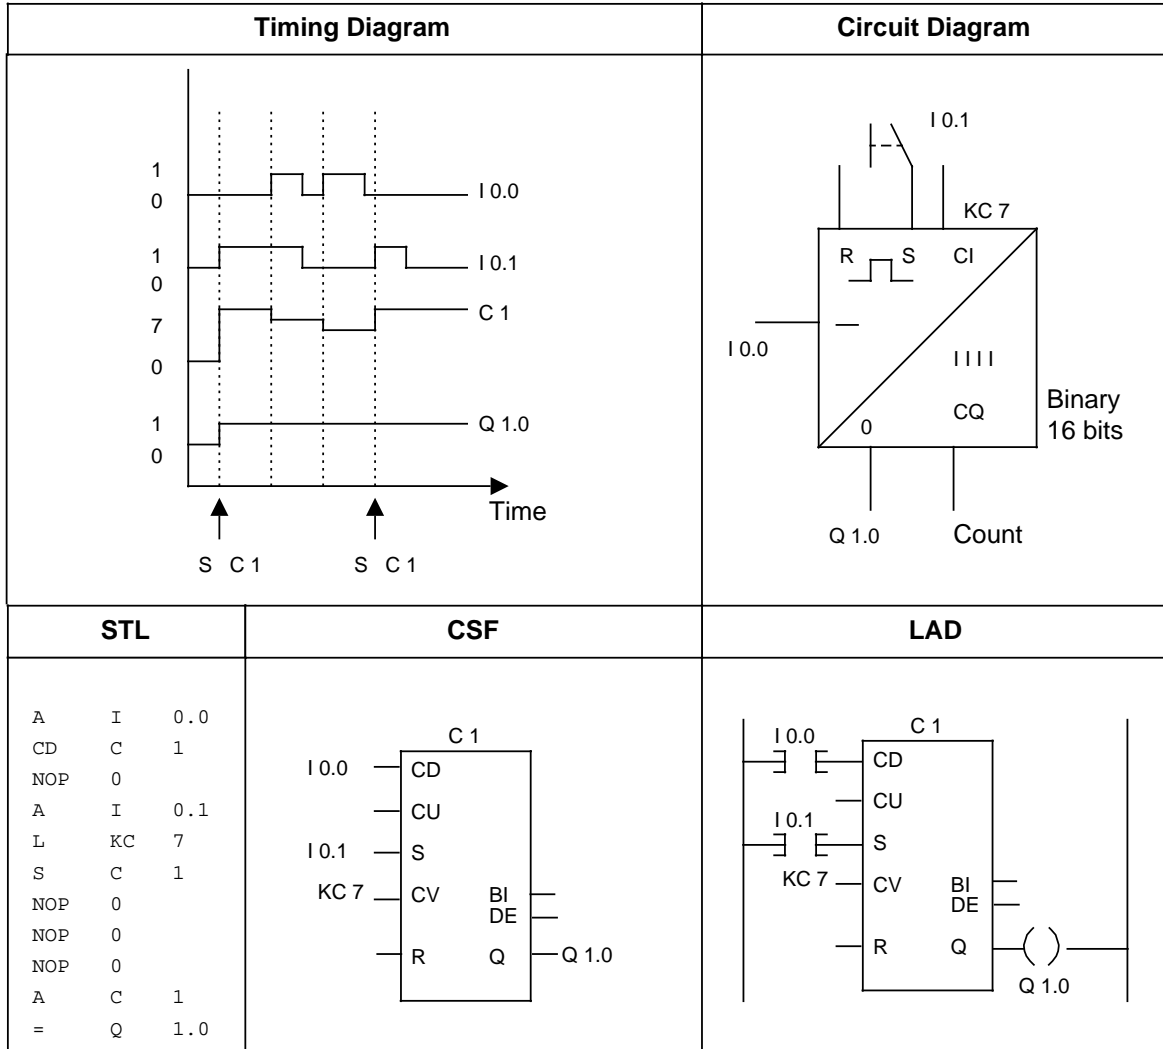 Timing Diagram
Circuit Diagram
1
0
I 0.0
1
0
I 0.1
7
0
C 1
1
0
Q 1.0
Time
S C 1
S C 1
I 0.1
KC 7
R S CI
I 0.0
I I I I
CQ
0
Binary
16 bits
Q 1.0
Count
STL
CSF
LAD
A I 0.0
CD C 1
NOP 0
A I 0.1
L KC 7
S C 1
NOP 0
NOP 0
NOP 0
A C 1
= Q 1.0
C 1
I 0.0 CD
CU
I 0.1 S
KC 7 CV BI
DE
R Q Q 1.0
C 1
I 0.0 CD
CU
I 0.1 S
KC 7 CV BI
DE
R Q
Q 1.0